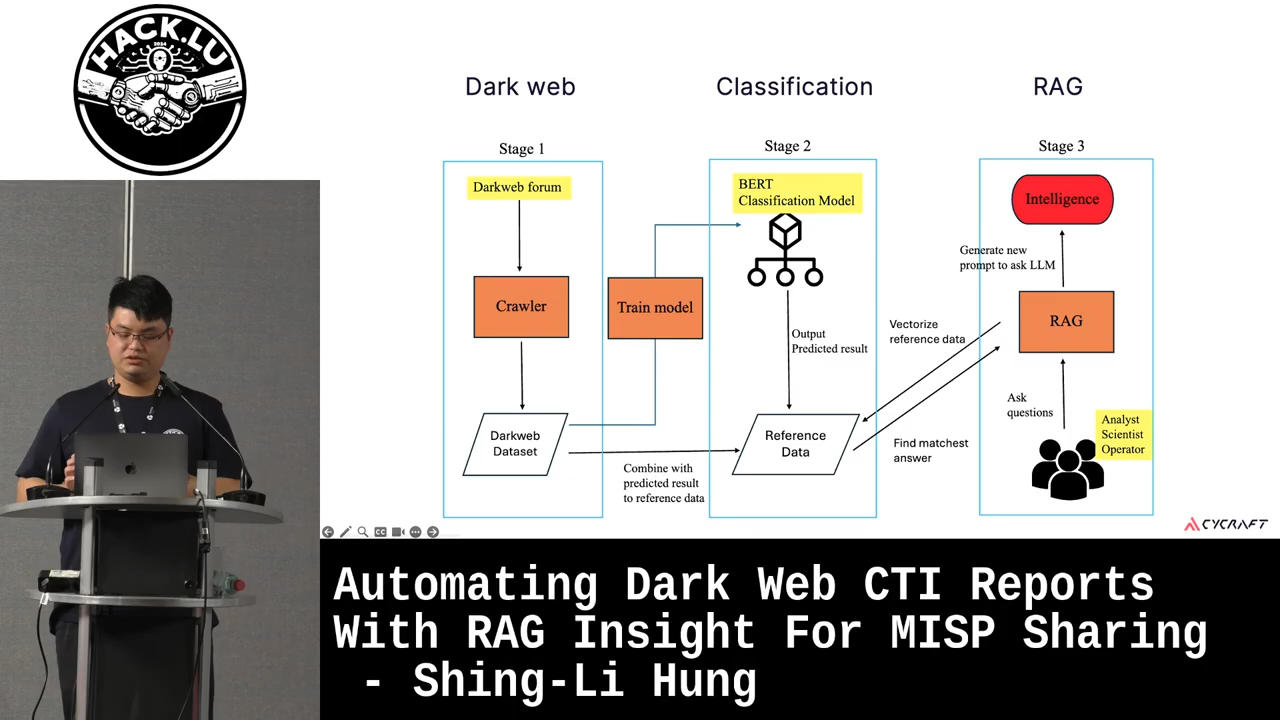 HACK.LU
2024
Dark web
Classification
RAG
Stage 1
Stage 2
Stage 3
Darkweb forum
Crawler
Darkweb
Dataset
Train model
Combine with
predicted result
to reference data
BERT
Classification Model
Output
Predicted result
Reference
Data
Vectorize
reference data
Find matchest
answer
Intelligence
Generate new
prompt to ask LLM
RAG
Ask
questions
Analyst
Scientist
Operator
CC
CYCRAFT
Automating Dark Web CTI Reports
With RAG Insight For MISP Sharing
- Shing-Li Hung